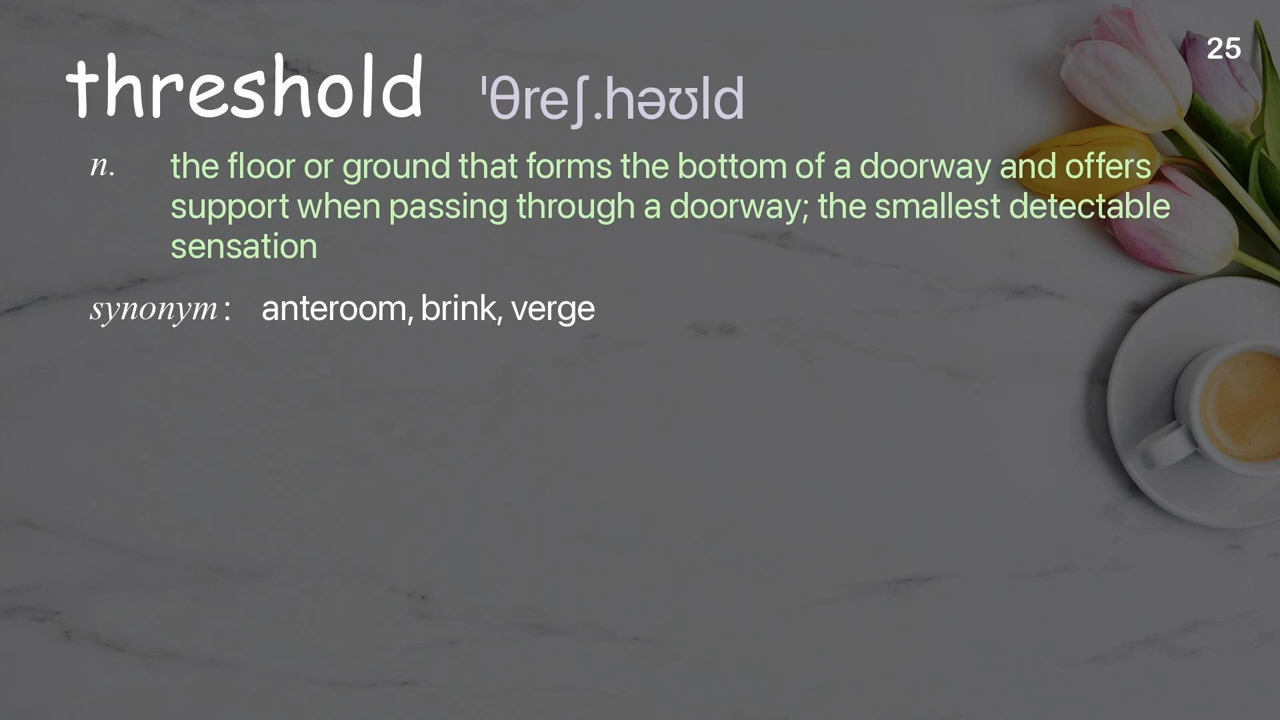 25
threshold ˈθreʃ.həʊld
n. the floor or ground that forms the bottom of a doorway and offers
support when passing through a doorway; the smallest detectable
sensation
synonym: anteroom, brink, verge